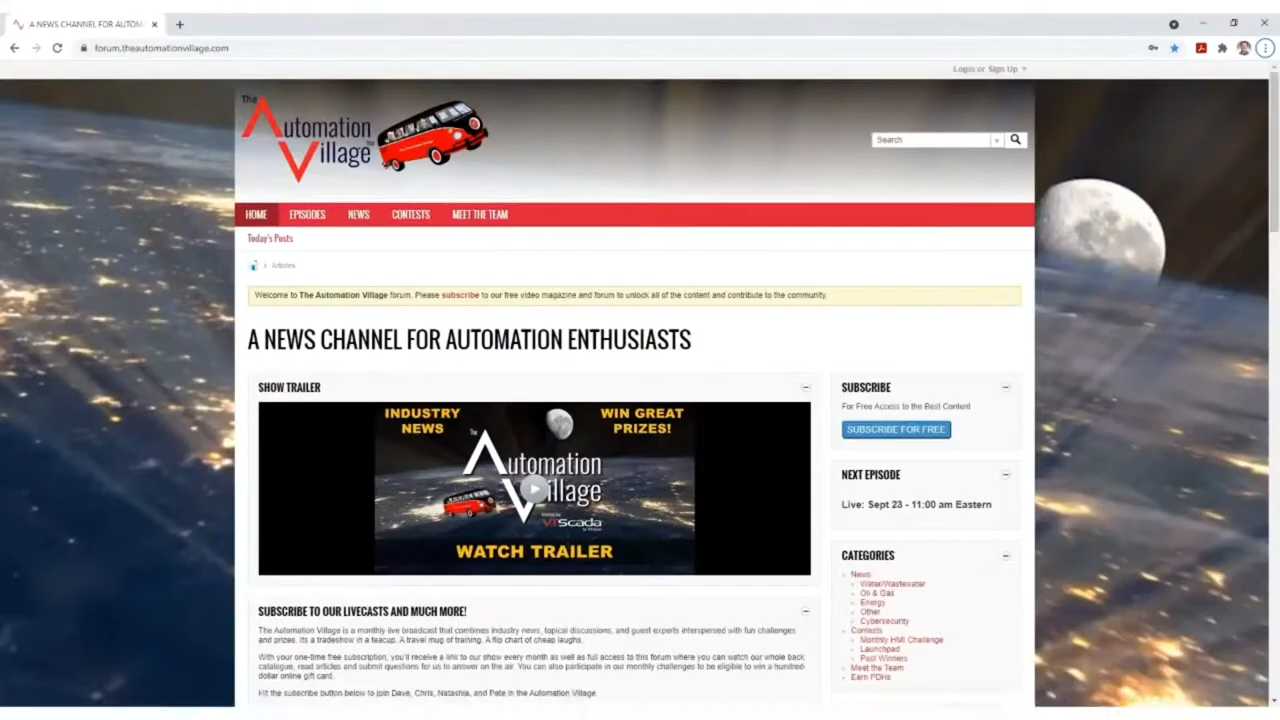 A NEWS CHANNEL FOR AUTOM
forum.theautomationvillage.com
Login or Sign Up
The Automation Village™
Search
HOME EPISODES NEWS CONTESTS MEET THE TEAM
Today's Posts
Articles
Welcome to The Automation Village forum. Please subscribe to our free video magazine and forum to unlock all of the content and contribute to the community.
A NEWS CHANNEL FOR AUTOMATION ENTHUSIASTS
SHOW TRAILER
INDUSTRY NEWS
WIN GREAT PRIZES!
The Automation Village
VTScada
WATCH TRAILER
SUBSCRIBE TO OUR LIVECASTS AND MUCH MORE!
The Automation Village is a monthly live broadcast that combines industry news, topical discussions, and guest experts interspersed with fun challenges
and prizes. Its a tradeshow in a teacup. A travel mug of training. A flip chart of cheap laughs.
With your one-time free subscription, you'll receive a link to our show every month as well as full access to this forum where you can watch our whole back
catalogue, read articles and submit questions for us to answer on the air. You can also participate in our monthly challenges to be eligible to win a hundred-
dollar online gift card.
Hit the subscribe button below to join Dave, Chris, Natashia, and Pete in the Automation Village.
SUBSCRIBE
For Free Access to the Best Content
SUBSCRIBE FOR FREE
NEXT EPISODE
Live: Sept 23 - 11:00 am Eastern
CATEGORIES
News
Water/Wastewater
Oil & Gas
Energy
Other
Cybersecurity
Contests
Monthly HMI Challenge
Launchpad
Past Winners
Meet the Team
Earn PDHs